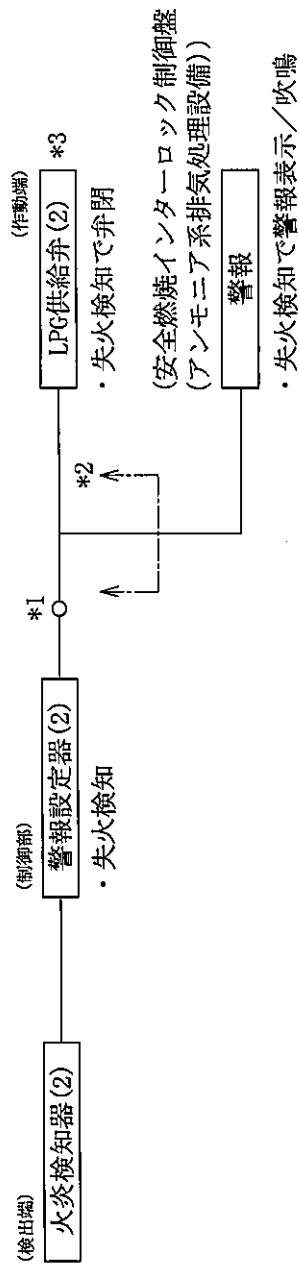 (検出端)
火炎検知器(2)
(制御部)
警報設定器(2)
・失火検知
*1
*2
(作動端)
LPG供給弁(2)
*3
・失火検知で弁閉
(安全燃焼インターロック制御盤
(アンモニア系排気処理設備))
警報
・失火検知で警報表示／吹鳴